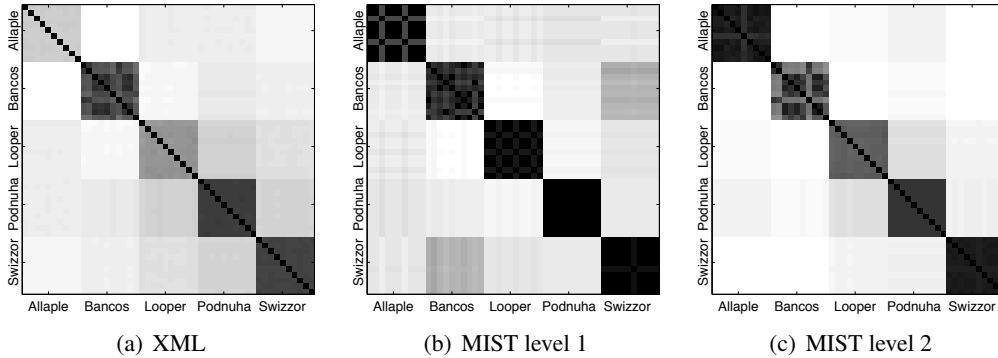 Allaple
Bancos
Looper
Podnuha
Swizzor
Allaple Bancos Looper Podnuha Swizzor
(a) XML
Allaple
Bancos
Looper
Podnuha
Swizzor
Allaple Bancos Looper Podnuha Swizzor
(b) MIST level 1
Allaple
Bancos
Looper
Podnuha
Swizzor
Allaple Bancos Looper Podnuha Swizzor
(c) MIST level 2